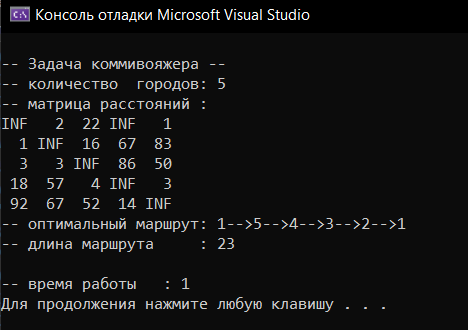 Консоль отладки Microsoft Visual Studio
-- Задача коммивояжера --
-- количество  городов: 5
-- матрица расстояний :
INF   2  22 INF   1
  1 INF  16  67  83
  3   3 INF  86  50
 18  57   4 INF   3
 92  67  52  14 INF
-- оптимальный маршрут: 1-->5-->4-->3-->2-->1
-- длина маршрута     : 23
-- время работы   : 1
Для продолжения нажмите любую клавишу . . .